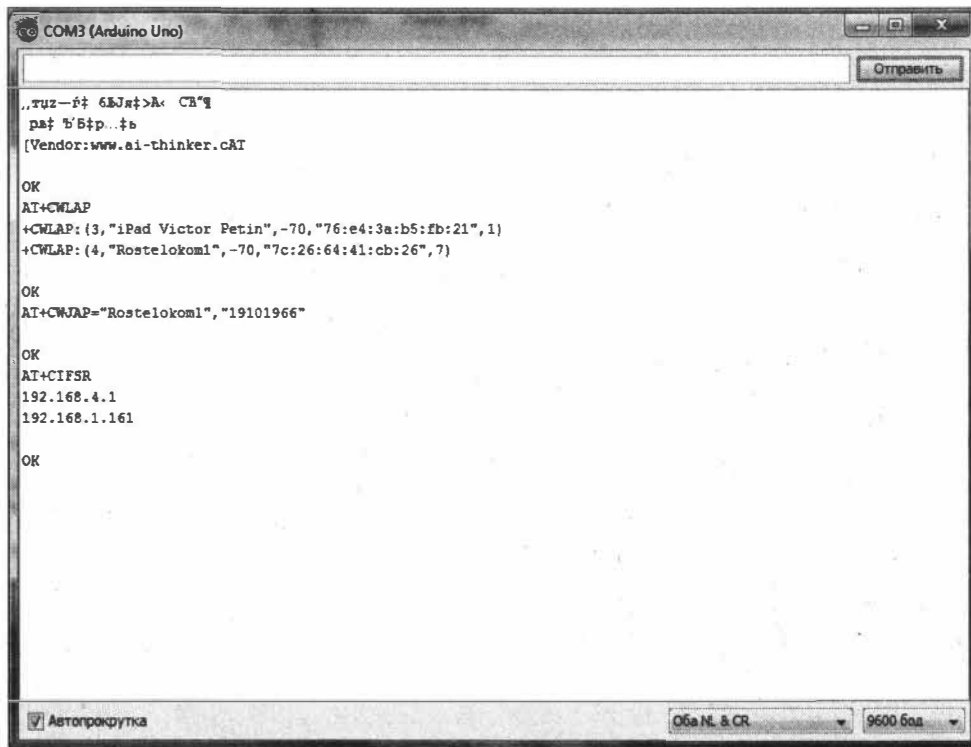 COM3 (Arduino Uno)
Отправить
[Vendor:www.ai-thinker.cAT
OK
AT+CWLAP
+CWLAP:(3,"iPad Victor Petin",-70,"76:e4:3a:b5:fb:21",1)
+CWLAP:(4,"Rostelokom1",-70,"7c:26:64:41:cb:26",7)
OK
AT+CWJAP="Rostelokom1","19101966"
OK
AT+CIFSR
192.168.4.1
192.168.1.161
OK
Автопрокрутка
Оба NL & CR
9600 бод